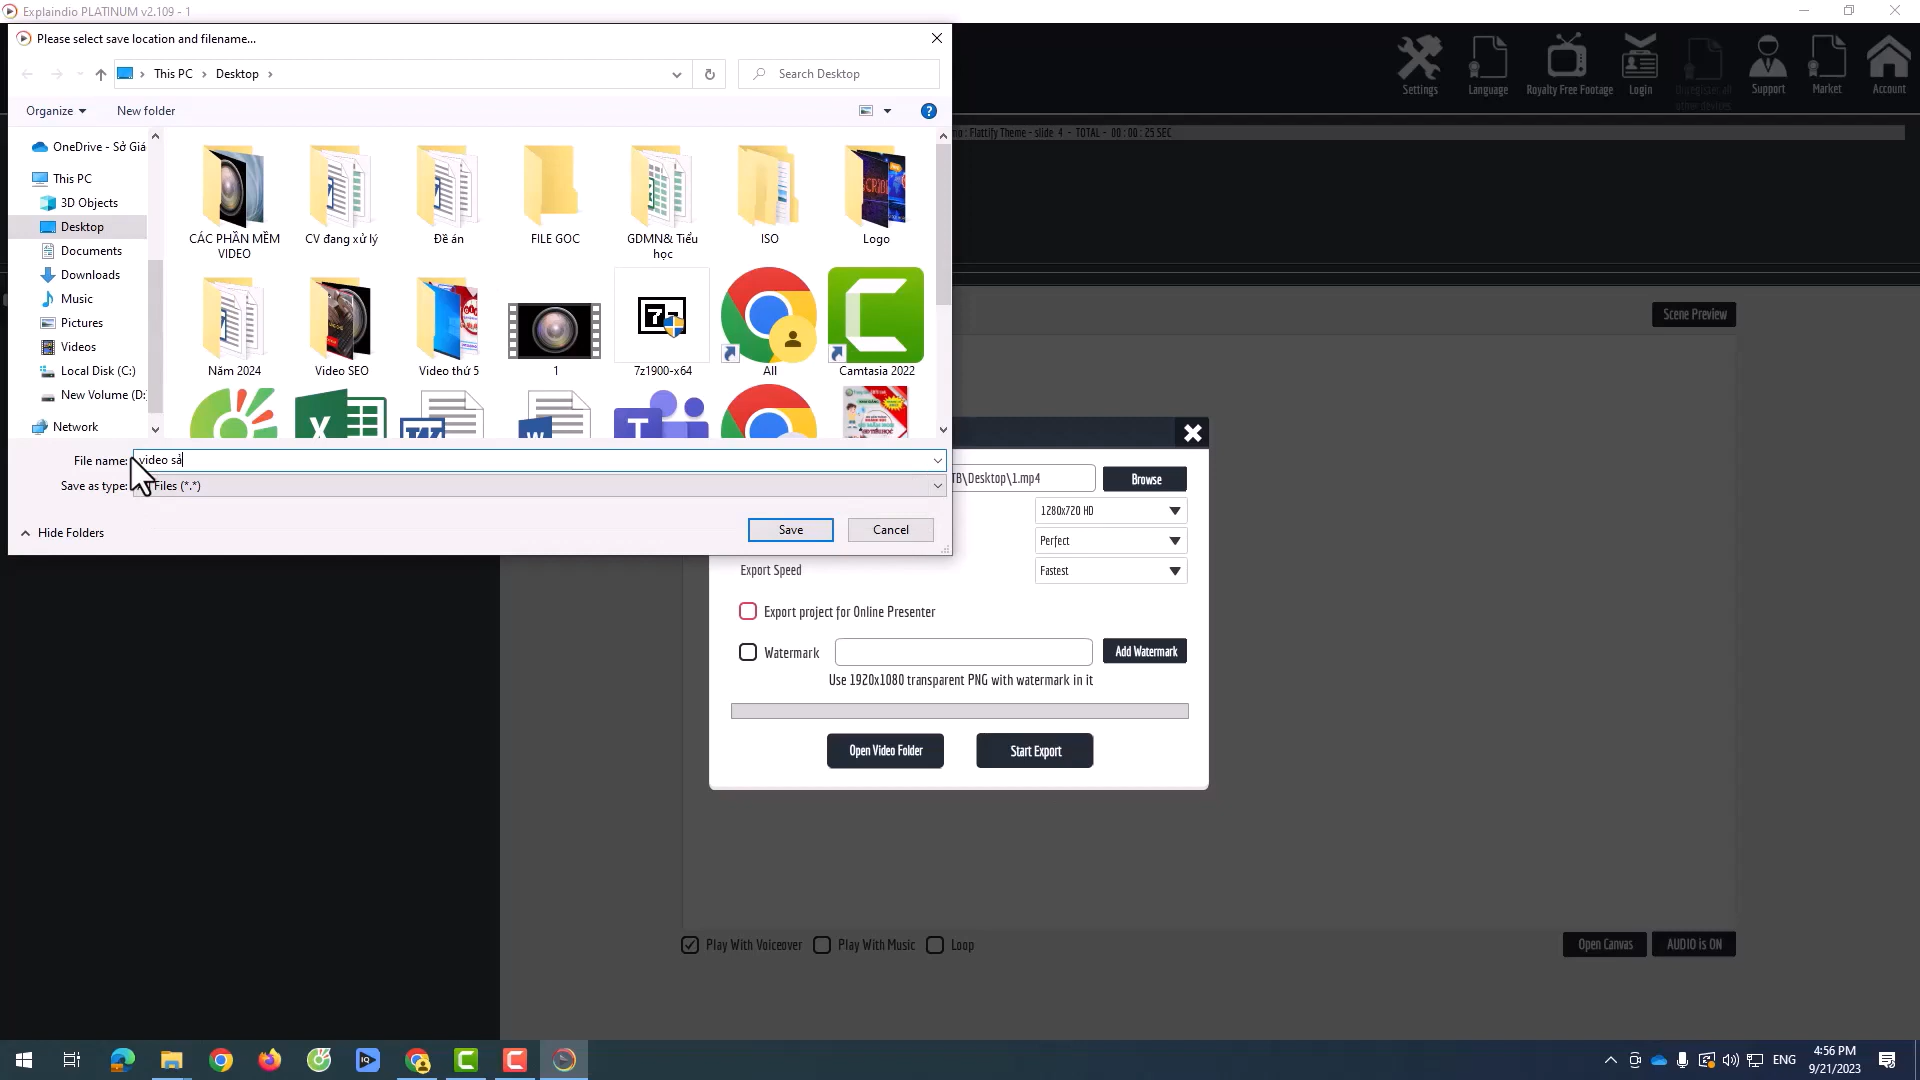 Explaindio PLATINUM v2.109 - 1
Please select save location and filename...
This PC
Desktop
Search Desktop
Settings
Language
Royalty Free Footage
Login
Unregister all other devices
Support
Market
Account
Organize
New folder
: Flattify Theme - slide 4 - TOTAL - 00 : 00 : 25 SEC
OneDrive - Sở Giá
This PC
3D Objects
Desktop
Documents
Downloads
Music
Pictures
Videos
Local Disk (C:)
New Volume (D:
Network
CÁC PHẦN MỀM VIDEO
CV đang xử lý
Đề án
FILE GOC
GDMN& Tiểu học
ISO
Logo
Năm 2024
Video SEO
Video thứ 5
1
7z1900-x64
All
Camtasia 2022
Scene Preview
File name:
video sả
Save as type:
Files (*.*)
Hide Folders
Save
Cancel
TB\Desktop\1.mp4
Browse
1280x720 HD
Perfect
Export Speed
Fastest
Export project for Online Presenter
Watermark
Add Watermark
Use 1920x1080 transparent PNG with watermark in it
Open Video Folder
Start Export
Play With Voiceover
Play With Music
Loop
Open Canvas
AUDIO is ON
ENG
4:56 PM
9/21/2023